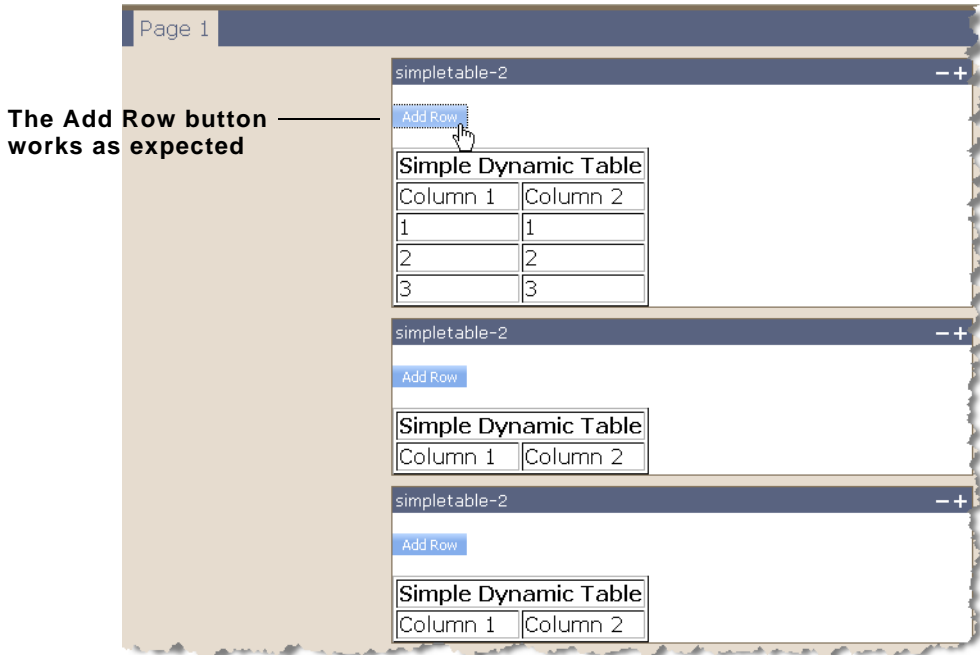 Page 1
simpletable-2
The Add Row button
works as expected
Add Row
Simple Dynamic Table
Column 1 Column 2
1 1
2 2
3 3
simpletable-2
Add Row
Simple Dynamic Table
Column 1 Column 2
simpletable-2
Add Row
Simple Dynamic Table
Column 1 Column 2